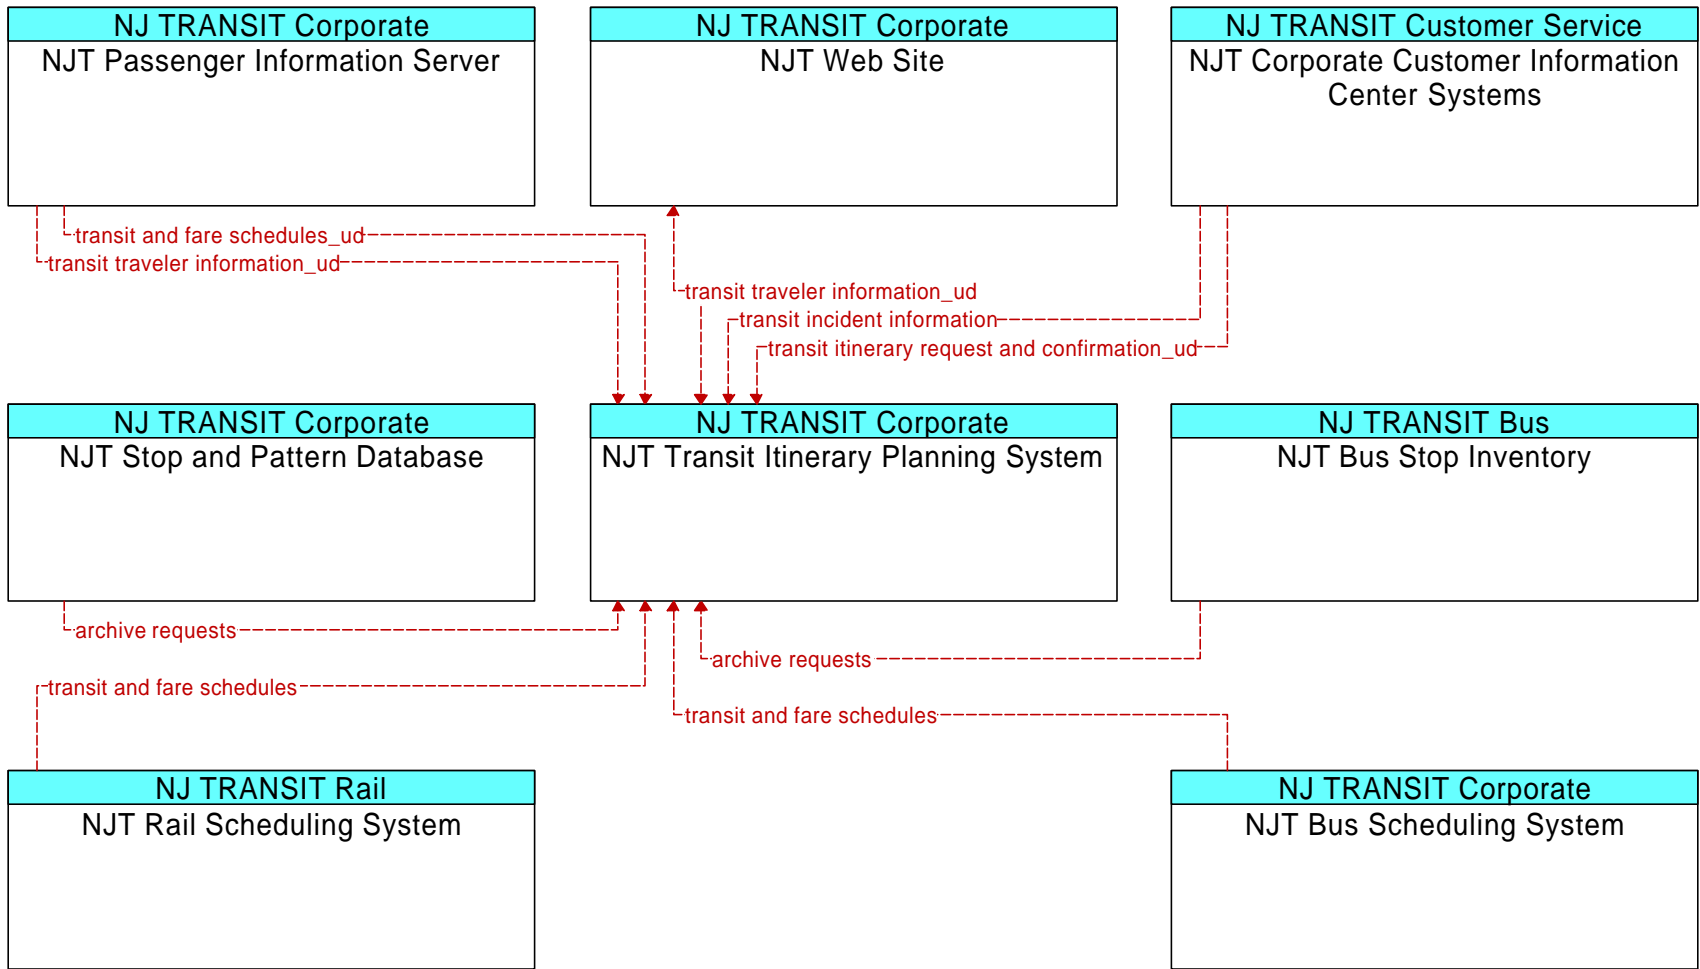 NJ TRANSIT Corporate
NJT Passenger Information Server
NJ TRANSIT Corporate
NJT Web Site
NJ TRANSIT Customer Service
NJT Corporate Customer Information
Center Systems
transit and fare schedules_ud
transit traveler information_ud
transit traveler information_ud
transit incident information
transit itinerary request and confirmation_ud
NJ TRANSIT Corporate
NJT Stop and Pattern Database
NJ TRANSIT Corporate
NJT Transit Itinerary Planning System
NJ TRANSIT Bus
NJT Bus Stop Inventory
archive requests
archive requests
transit and fare schedules
transit and fare schedules
NJ TRANSIT Rail
NJT Rail Scheduling System
NJ TRANSIT Corporate
NJT Bus Scheduling System